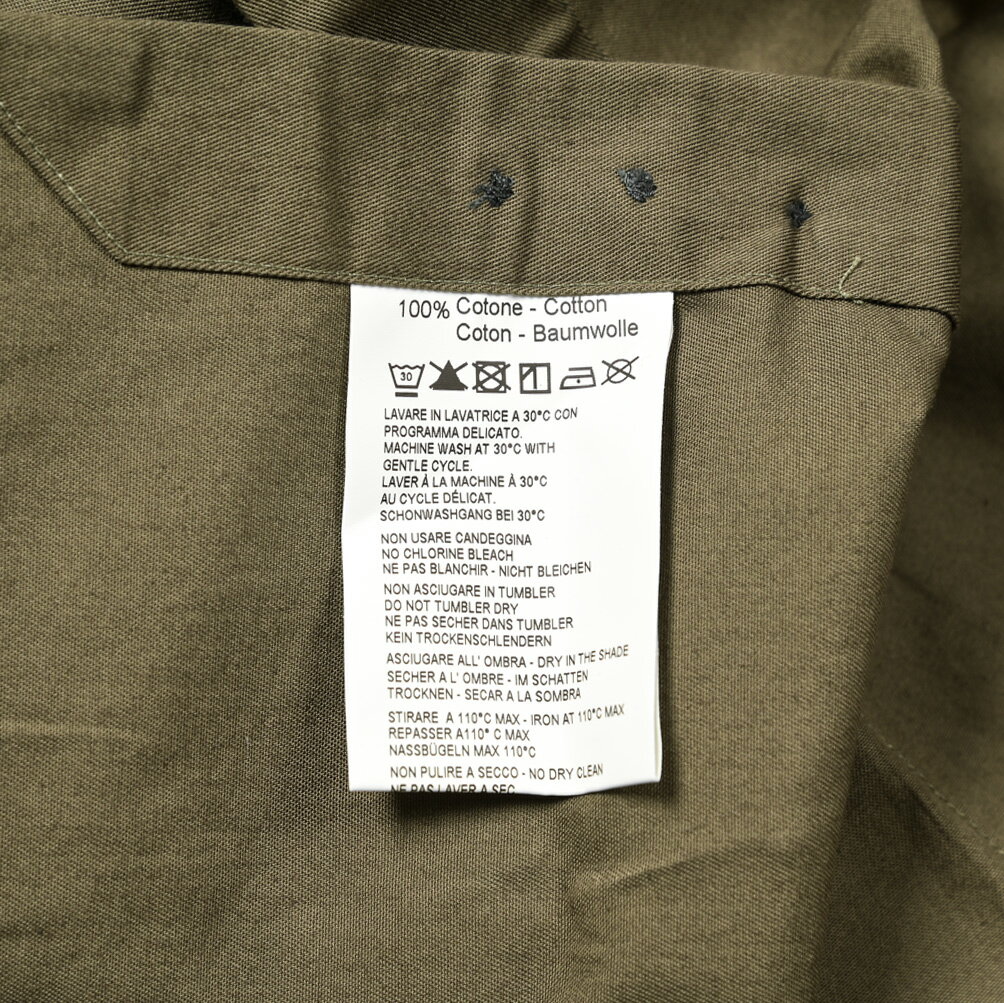 100% Cotone - Cotton
Coton - Baumwolle
30
LAVARE IN LAVATRICE A 30°C CON
PROGRAMMA DELICATO.
MACHINE WASH AT 30°C WITH
GENTLE CYCLE.
LAVER À LA MACHINE À 30°C
AU CYCLE DÉLICAT.
SCHONWASHGANG BEI 30°C
NON USARE CANDEGGINA
NO CHLORINE BLEACH
NE PAS BLANCHIR - NICHT BLEICHEN
NON ASCIUGARE IN TUMBLER
DO NOT TUMBLER DRY
NE PAS SECHER DANS TUMBLER
KEIN TROCKENSCHLENDERN
ASCIUGARE ALL' OMBRA - DRY IN THE SHADE
SECHER A L' OMBRE - IM SCHATTEN
TROCKNEN - SECAR A LA SOMBRA
STIRARE A 110°C MAX - IRON AT 110°C MAX
REPASSER A110° C MAX
NASSBÜGELN MAX 110°C
NON PULIRE A SECCO - NO DRY CLEAN
NE PAS LAVER A SEC